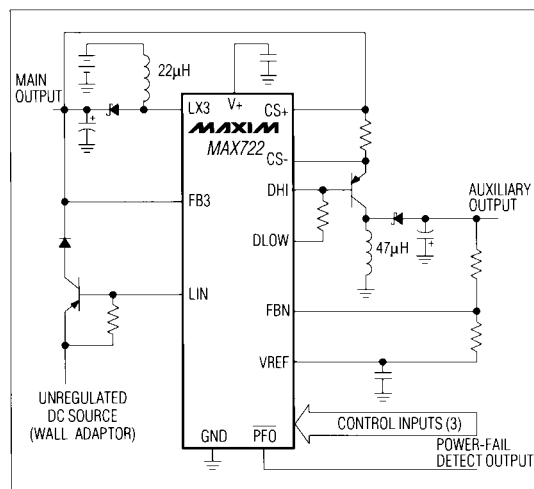 22µH
MAIN
OUTPUT
LX3
V+
CS+
MAXIM
MAX722
CS-
DHI
AUXILIARY
OUTPUT
FB3
DLOW
47µH
LIN
FBN
VREF
UNREGULATED
DC SOURCE
(WALL ADAPTOR)
GND
PFO
CONTROL INPUTS (3)
POWER-FAIL
DETECT OUTPUT